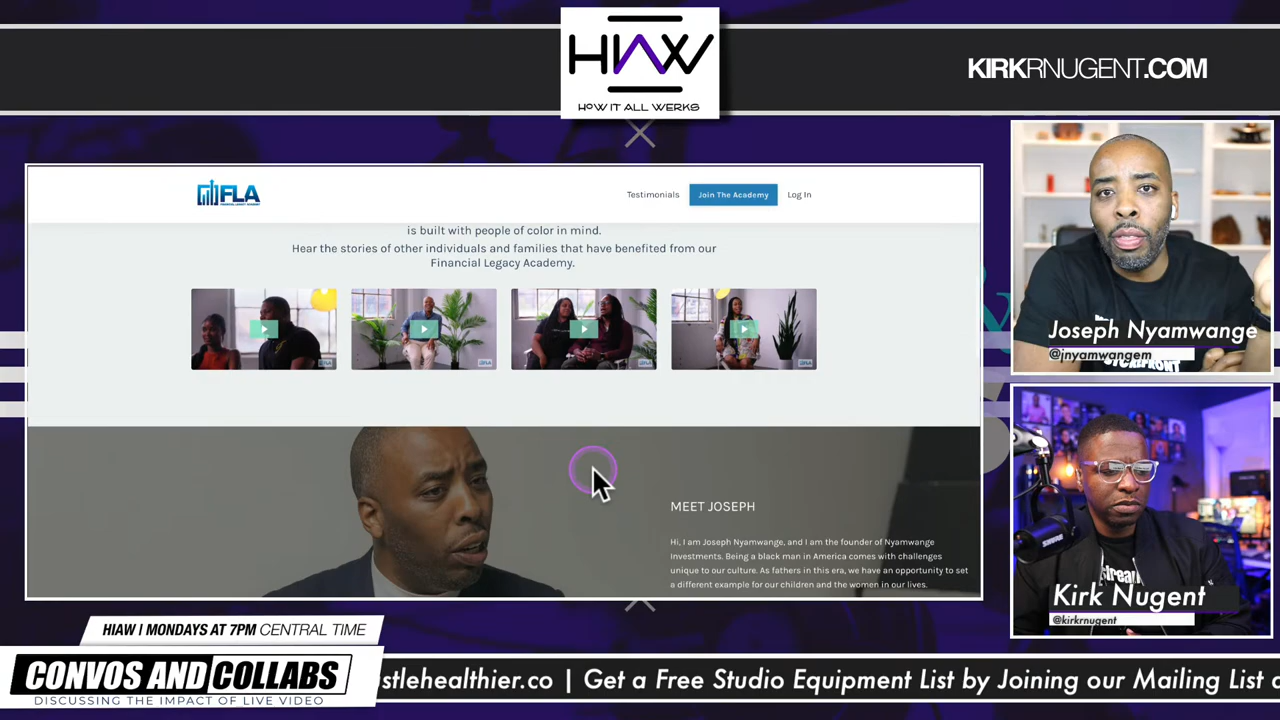 HIAW
HOW IT ALL WERKS
KIRKRNUGENT.COM
FLA
Testimonials
Join The Academy
Log In
is built with people of color in mind.
Hear the stories of other individuals and families that have benefited from our
Financial Legacy Academy.
FLA
FLA
FLA
FLA
MEET JOSEPH
Hi, I am Joseph Nyamwange, and I am the founder of Nyamwange
Investments. Being a black man in America comes with challenges
unique to our culture. As fathers in this era, we have an opportunity to set
a different example for our children and the women in our lives.
Joseph Nyamwange
@jnyamwangem
SHURE
Kirk Nugent
@kirkrnugent
HIAW | MONDAYS AT 7PM CENTRAL TIME
CONVOS AND COLLABS
DISCUSSING THE IMPACT OF LIVE VIDEO
stlehealthier.co | Get a Free Studio Equipment List by Joining our Mailing List